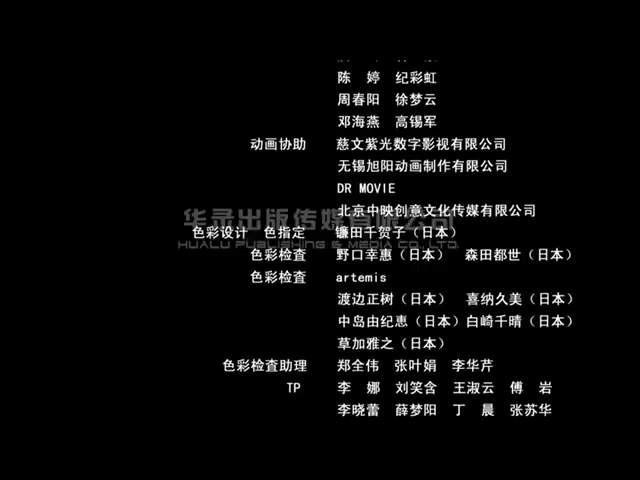 陈　婷　纪彩虹
周春阳　徐梦云
邓海燕　高锡军
动画协助　慈文紫光数字影视有限公司
无锡旭阳动画制作有限公司
DR MOVIE
北京中映创意文化传媒有限公司
华录出版传媒有限公司
HUALU PUBLISHING & MEDIA CO., LTD.
色彩设计　色指定　镰田千贺子（日本）
色彩检查　野口幸惠（日本）　森田都世（日本）
色彩检查　artemis
渡边正树（日本）　喜纳久美（日本）
中岛由纪惠（日本）白崎千晴（日本）
草加雅之（日本）
色彩检查助理　郑全伟　张叶娟　李华芹
TP　李　娜　刘笑含　王淑云　傅　岩
李晓蕾　薛梦阳　丁　晨　张苏华